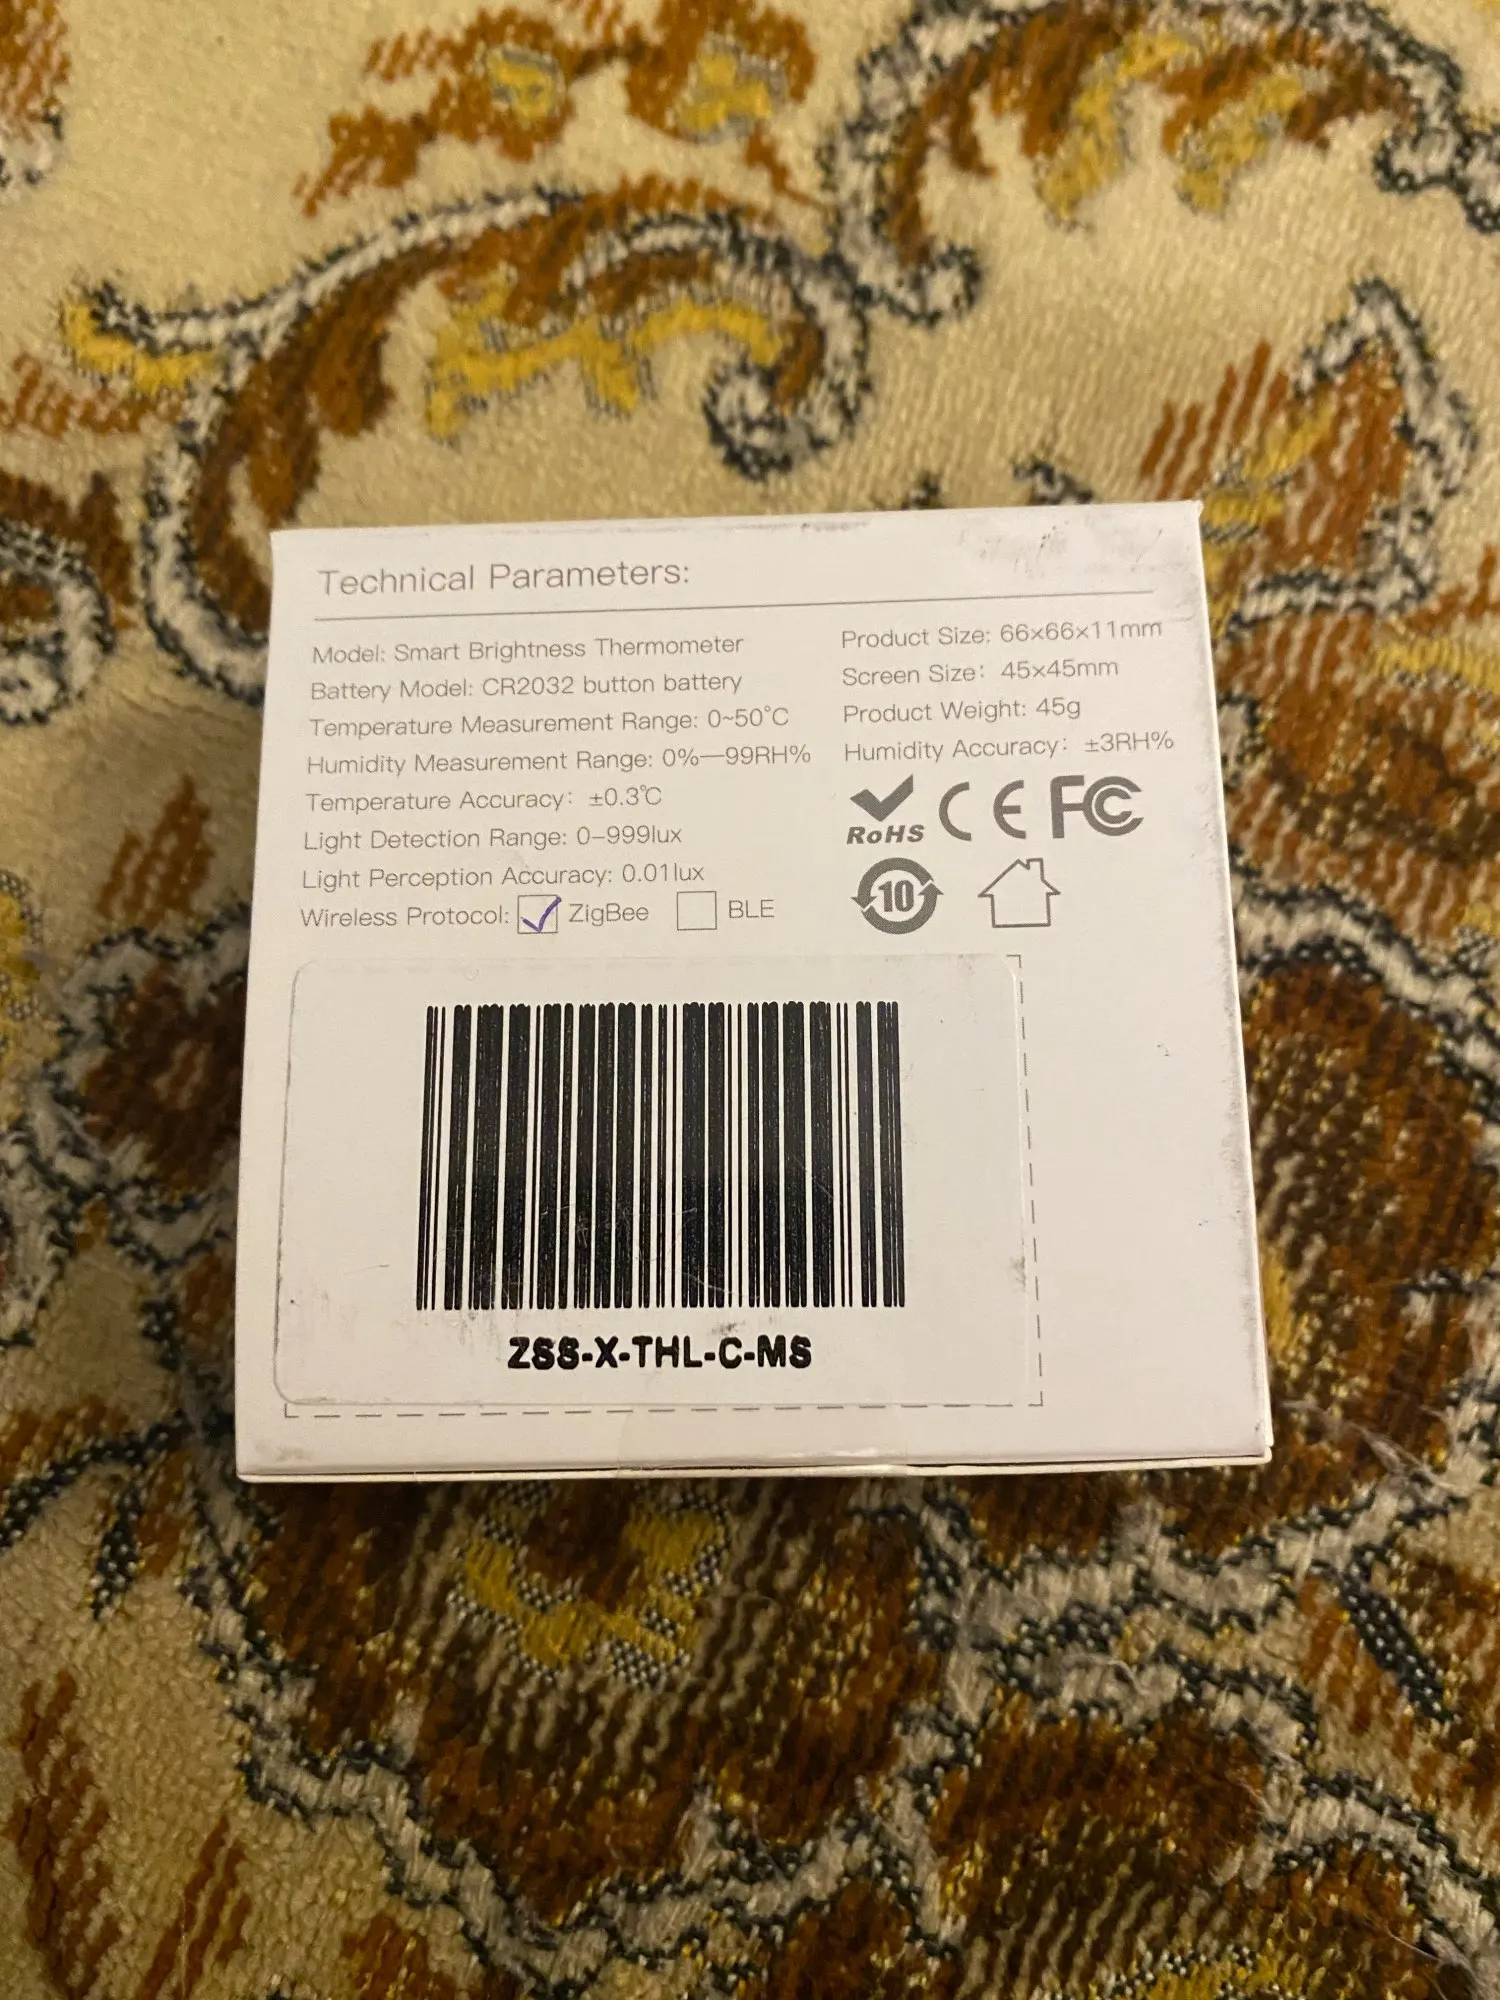 Technical Parameters:
Model: Smart Brightness Thermometer
Battery Model: CR2032 button battery
Temperature Measurement Range: 0~50°C
Humidity Measurement Range: 0%—99RH%
Temperature Accuracy: ±0.3℃
Light Detection Range: 0–999lux
Light Perception Accuracy: 0.01lux
Wireless Protocol: ZigBee BLE
Product Size: 66×66×11mm
Screen Size: 45×45mm
Product Weight: 45g
Humidity Accuracy: ±3RH%
RoHS CE FC
10
ZSS-X-THL-C-MS